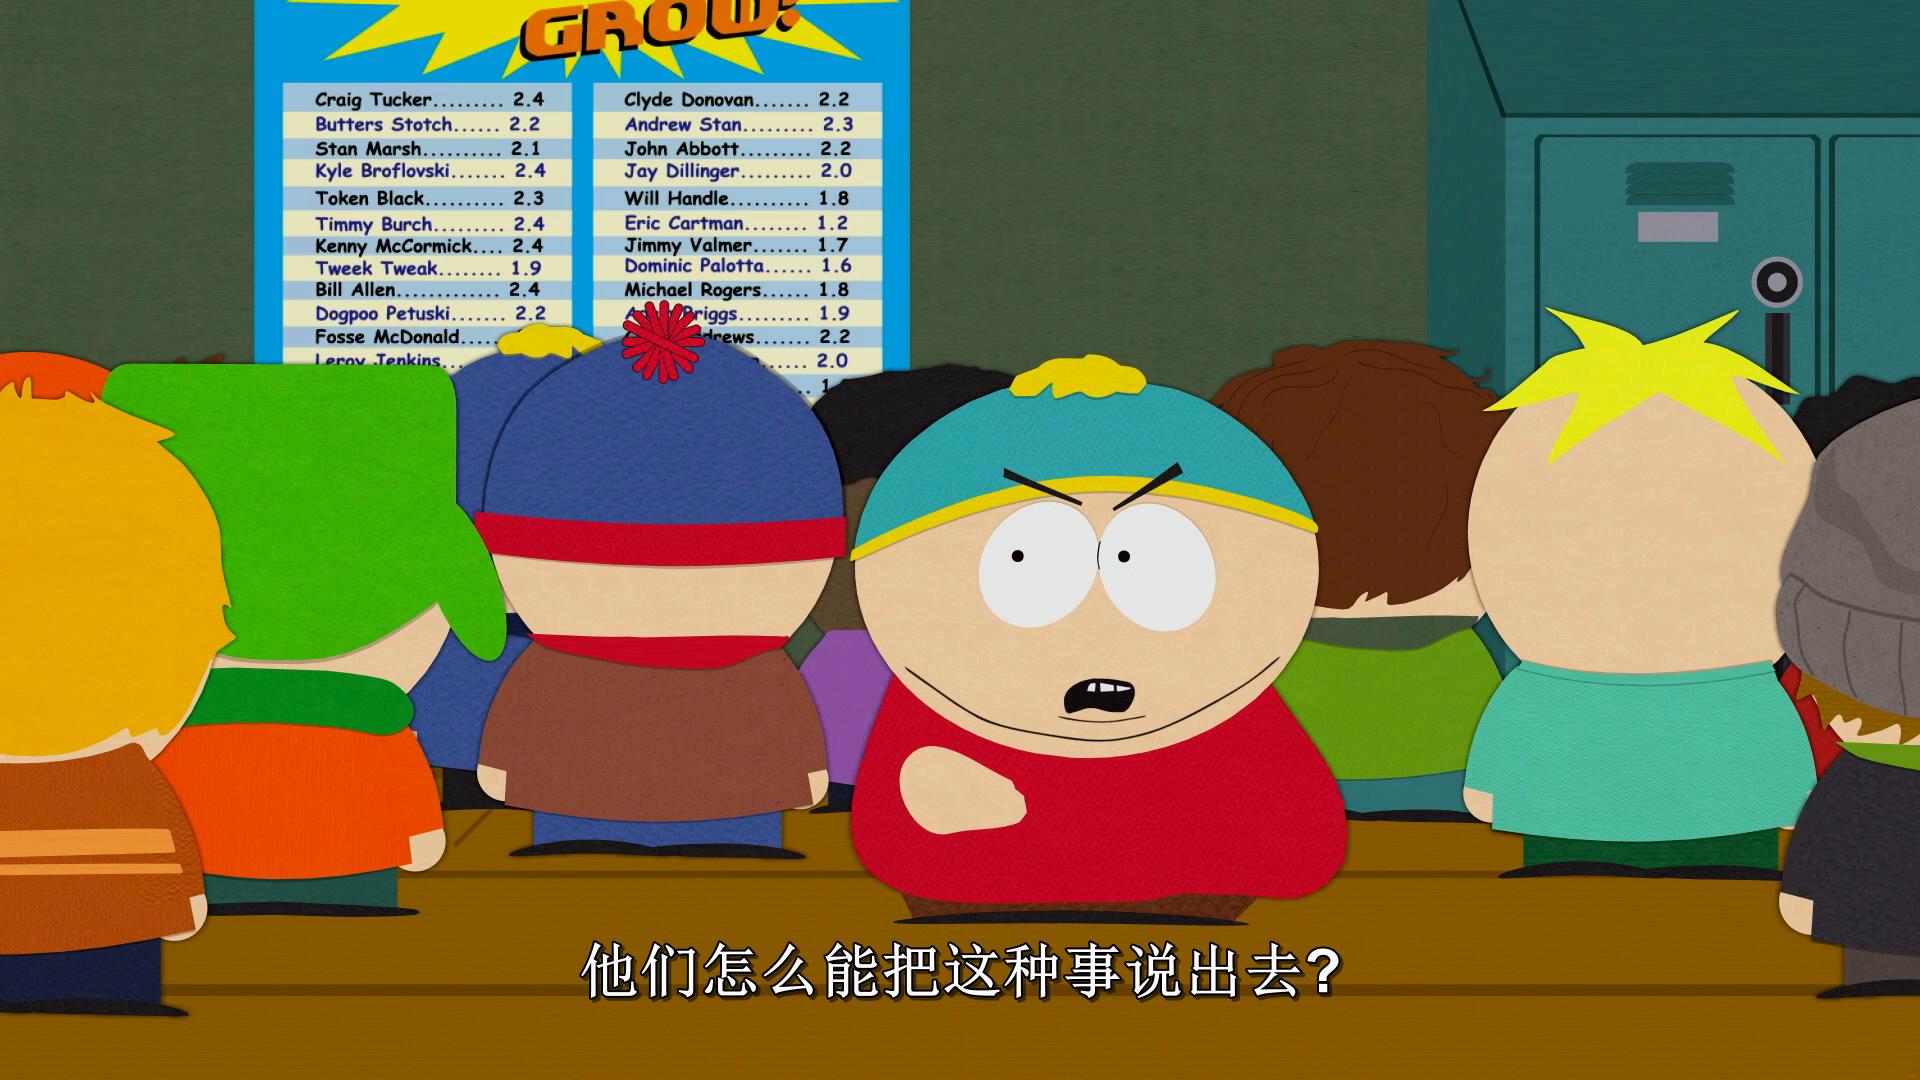 GROW!
Craig Tucker......... 2.4
Butters Stotch...... 2.2
Stan Marsh.......... 2.1
Kyle Broflovski....... 2.4
Token Black.......... 2.3
Timmy Burch......... 2.4
Kenny McCormick.... 2.4
Tweek Tweak........ 1.9
Bill Allen............. 2.4
Dogpoo Petuski....... 2.2
Fosse McDonald.....
Leroy Jenkins...
Clyde Donovan....... 2.2
Andrew Stan......... 2.3
John Abbott......... 2.2
Jay Dillinger......... 2.0
Will Handle.......... 1.8
Eric Cartman........ 1.2
Jimmy Valmer....... 1.7
Dominic Palotta...... 1.6
Michael Rogers...... 1.8
Briggs......... 1.9
drews....... 2.2
...... 2.0
他们怎么能把这种事说出去?